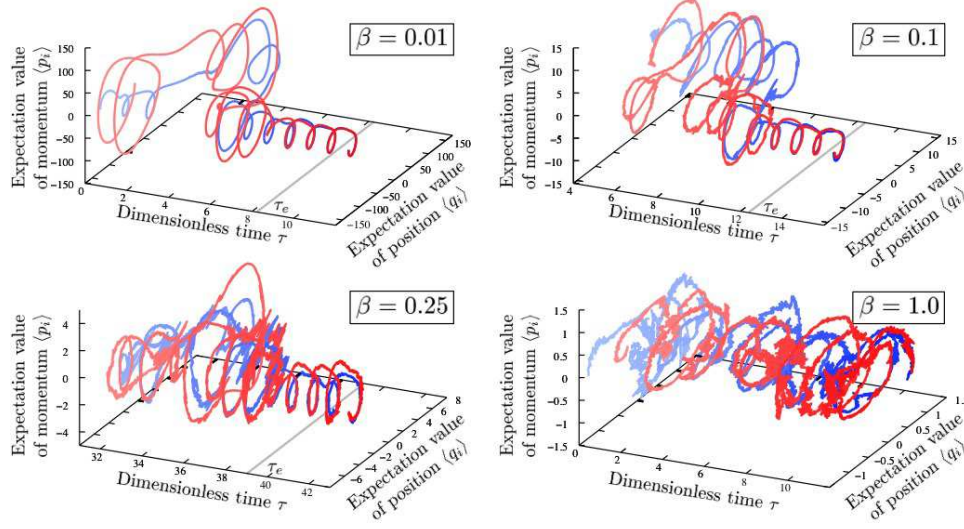 β = 0.01
Expectation value
of momentum ⟨p_i⟩
150
100
50
0
−50
−100
−150
0
2
4
6
8
10
τ_e
Dimensionless time τ
−150
−100
−50
0
50
100
150
Expectation value
of position ⟨q_i⟩
β = 0.1
Expectation value
of momentum ⟨p_i⟩
15
10
5
0
−5
−10
−15
4
6
8
10
12
14
τ_e
Dimensionless time τ
−15
−10
−5
0
5
10
15
Expectation value
of position ⟨q_i⟩
β = 0.25
Expectation value
of momentum ⟨p_i⟩
4
2
0
−2
−4
32
34
36
38
40
42
τ_e
Dimensionless time τ
−6
−4
−2
0
2
4
6
8
Expectation value
of position ⟨q_i⟩
β = 1.0
Expectation value
of momentum ⟨p_i⟩
1.5
1
0.5
0
−0.5
−1
−1.5
0
2
4
6
8
10
Dimensionless time τ
−1
0
0.5
1
Expectation value
of position ⟨q_i⟩